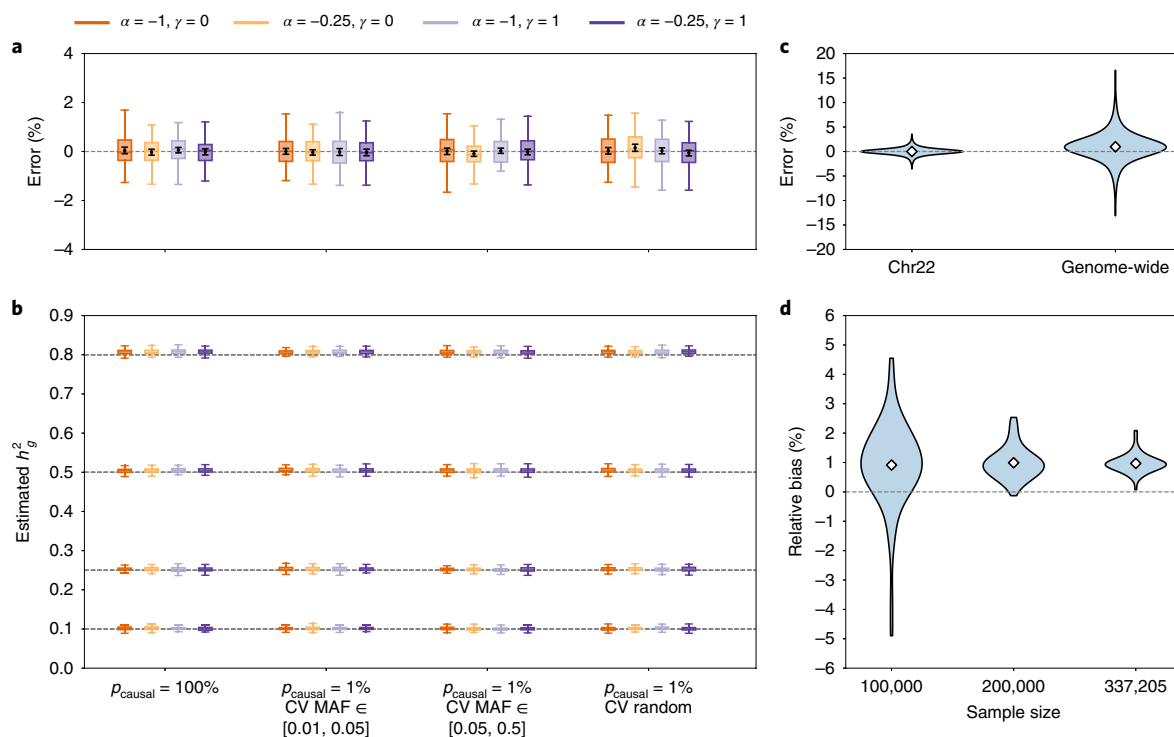 α = −1, γ = 0
α = −0.25, γ = 0
α = −1, γ = 1
α = −0.25, γ = 1
a
4
2
0
−2
−4
Error (%)
b
0.9
0.8
0.7
0.6
0.5
0.4
0.3
0.2
0.1
0.0
Estimated h²g
pcausal = 100%
pcausal = 1%
CV MAF ∈
[0.01, 0.05]
pcausal = 1%
CV MAF ∈
[0.05, 0.5]
pcausal = 1%
CV random
c
20
15
10
5
0
−5
−10
−15
−20
Error (%)
Chr22
Genome-wide
d
6
5
4
3
2
1
0
−1
−2
−3
−4
−5
−6
Relative bias (%)
100,000
200,000
337,205
Sample size